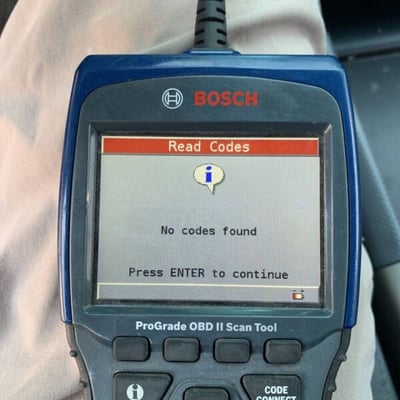 BOSCH
Read Codes
i
No codes found
Press ENTER to continue
ProGrade OBD II Scan Tool
i
CODE
CONNECT